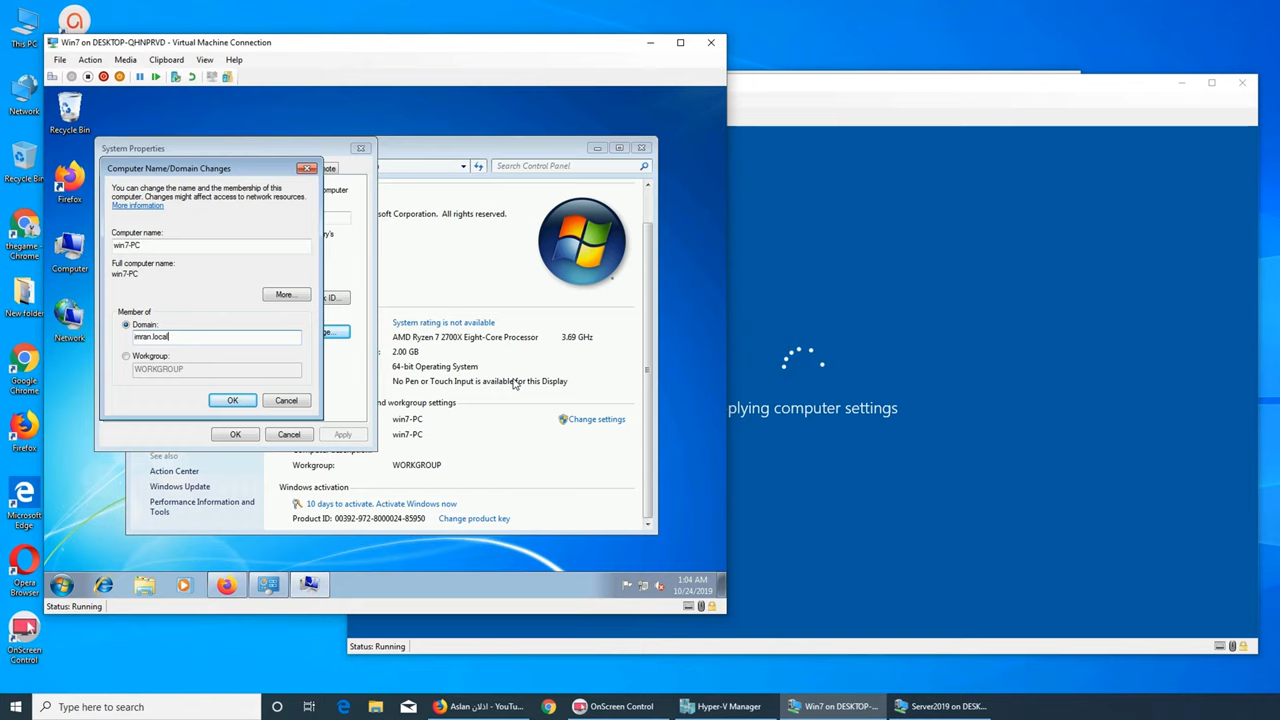 This PC
Network
Recycle Bin
thegame - Chrome
New folder
Google Chrome
Firefox
Microsoft Edge
Opera Browser
OnScreen Control
Win7 on DESKTOP-QHNPRVD - Virtual Machine Connection
File Action Media Clipboard View Help
Recycle Bin
Firefox
Computer
Network
System Properties
Computer Name/Domain Changes
You can change the name and the membership of this
computer. Changes might affect access to network resources.
More information
Computer name:
win7-PC
Full computer name:
win7-PC
More...
Member of
Domain:
imran.local
Workgroup:
WORKGROUP
OK Cancel
OK Cancel Apply
Search Control Panel
soft Corporation. All rights reserved.
System rating is not available
AMD Ryzen 7 2700X Eight-Core Processor 3.69 GHz
2.00 GB
64-bit Operating System
No Pen or Touch Input is available for this Display
nd workgroup settings
win7-PC
Change settings
win7-PC
Workgroup: WORKGROUP
Windows activation
10 days to activate. Activate Windows now
Product ID: 00392-972-8000024-85950 Change product key
See also
Action Center
Windows Update
Performance Information and
Tools
1:04 AM
10/24/2019
Status: Running
plying computer settings
Status: Running
Type here to search
Aslan اذلان - YouTu...
OnScreen Control
Hyper-V Manager
Win7 on DESKTOP-...
Server2019 on DESK...